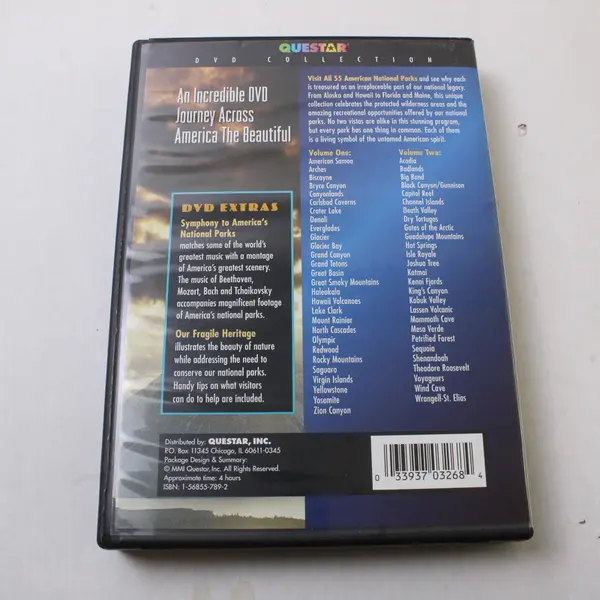 QUESTAR
DVD COLLECTION
An Incredible DVD
Journey Across
America The Beautiful
DVD EXTRAS
Symphony to America's
National Parks
matches some of the world's
greatest music with a montage
of America's greatest scenery.
The music of Beethoven,
Mozart, Bach and Tchaikovsky
accompanies magnificent footage
of America's national parks.
Our Fragile Heritage
illustrates the beauty of nature
while addressing the need to
conserve our national parks.
Handy tips on what visitors
can do to help are included.
Visit All 55 American National Parks and see why each
is treasured as an irreplaceable part of our national legacy.
From Alaska and Hawaii to Florida and Maine, this unique
collection celebrates the protected wilderness areas and the
amazing recreational opportunities offered by our national
parks. No two vistas are alike in this stunning program,
but every park has one thing in common. Each of them
is a living symbol of the untamed American spirit.
Volume One:
American Samoa
Arches
Biscayne
Bryce Canyon
Canyonlands
Carlsbad Caverns
Crater Lake
Denali
Everglades
Glacier
Glacier Bay
Grand Canyon
Grand Tetons
Great Basin
Great Smoky Mountains
Haleakala
Hawaii Volcanoes
Lake Clark
Mount Rainier
North Cascades
Olympic
Redwood
Rocky Mountains
Saguaro
Virgin Islands
Yellowstone
Yosemite
Zion Canyon
Volume Two:
Acadia
Badlands
Big Bend
Black Canyon/Gunnison
Capitol Reef
Channel Islands
Death Valley
Dry Tortugas
Gates of the Arctic
Guadalupe Mountains
Hot Springs
Isle Royale
Joshua Tree
Katmai
Kenai Fjords
King's Canyon
Kobuk Valley
Lassen Volcanic
Mammoth Cave
Mesa Verde
Petrified Forest
Sequoia
Shenandoah
Theodore Roosevelt
Voyageurs
Wind Cave
Wrangell-St. Elias
Distributed by: QUESTAR, INC.
P.O. Box 11345 Chicago, IL 60611-0345
Package Design & Summary:
© MMI Questar, Inc. All Rights Reserved.
Approximate time: 4 hours
ISBN: 1-56855-789-2
0 33937 03268 4